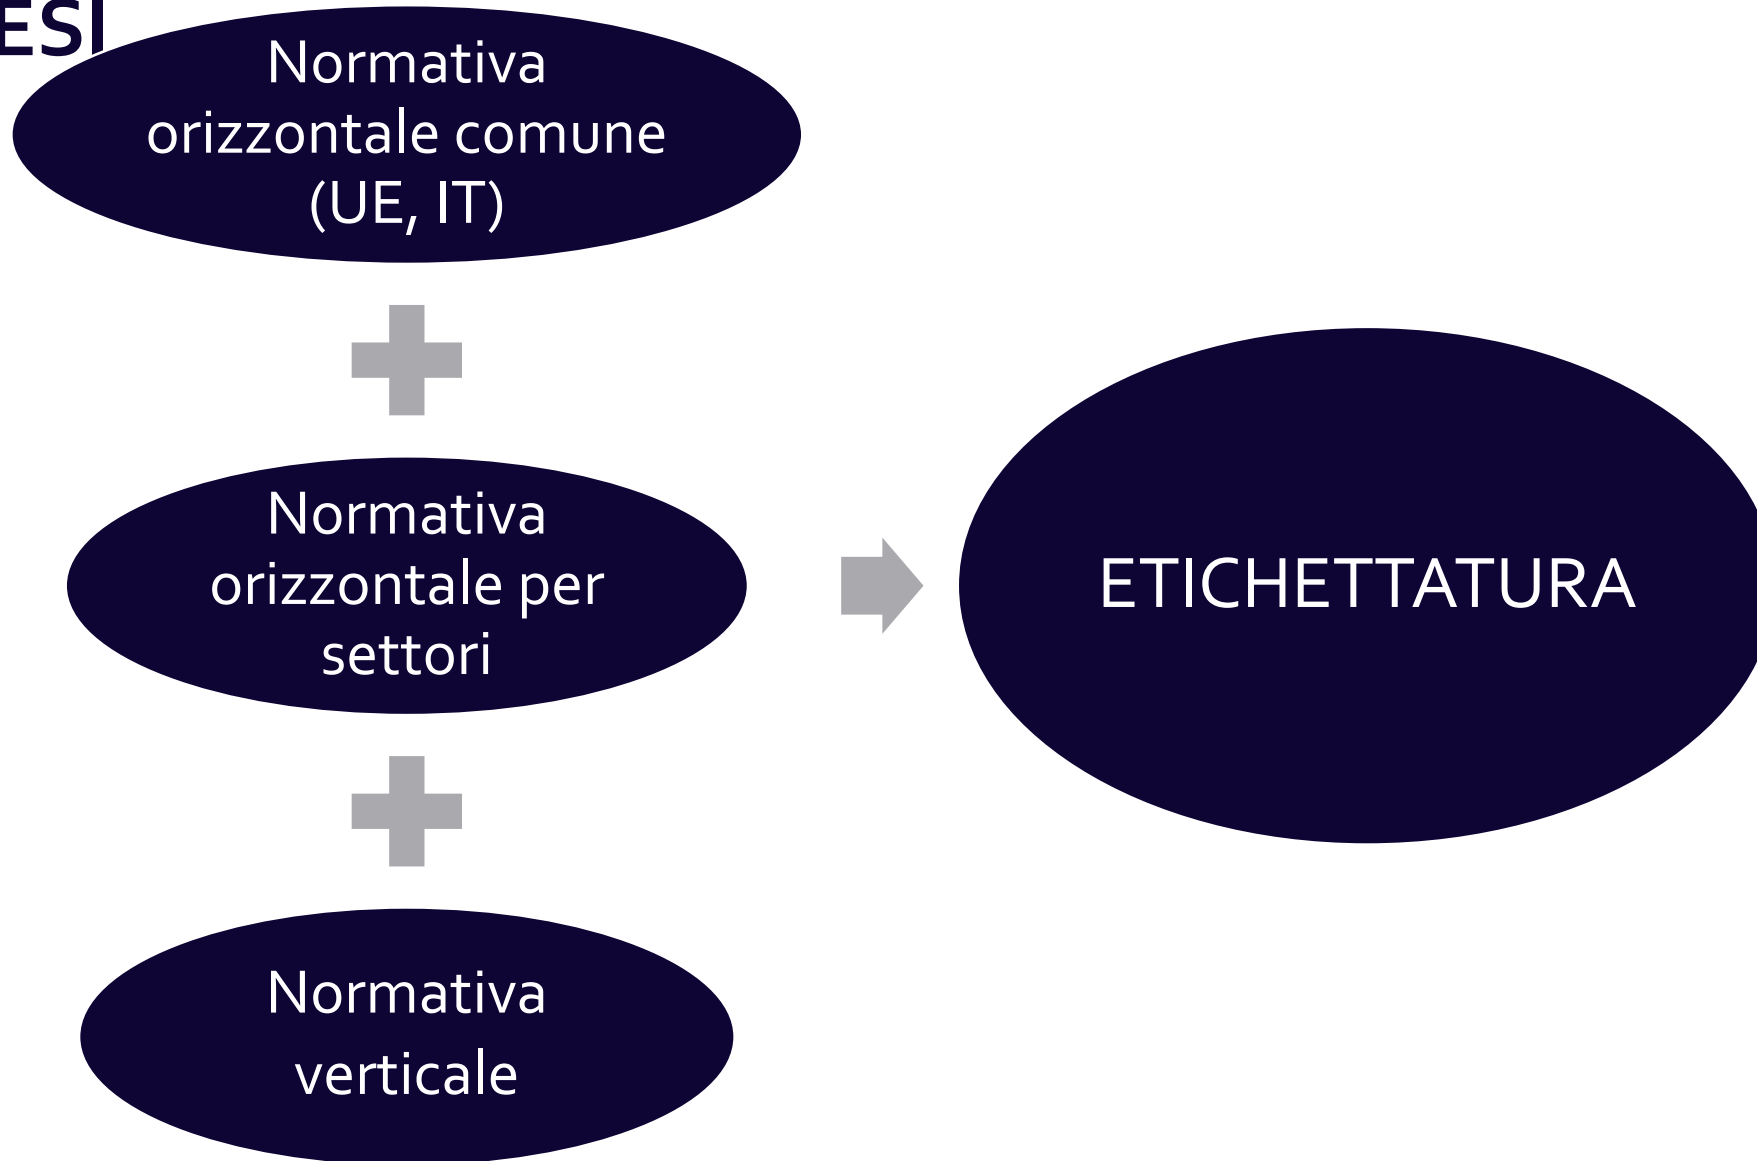 ESI
Normativa
orizzontale comune
(UE, IT)
Normativa
orizzontale per
settori
ETICHETTATURA
Normativa
verticale